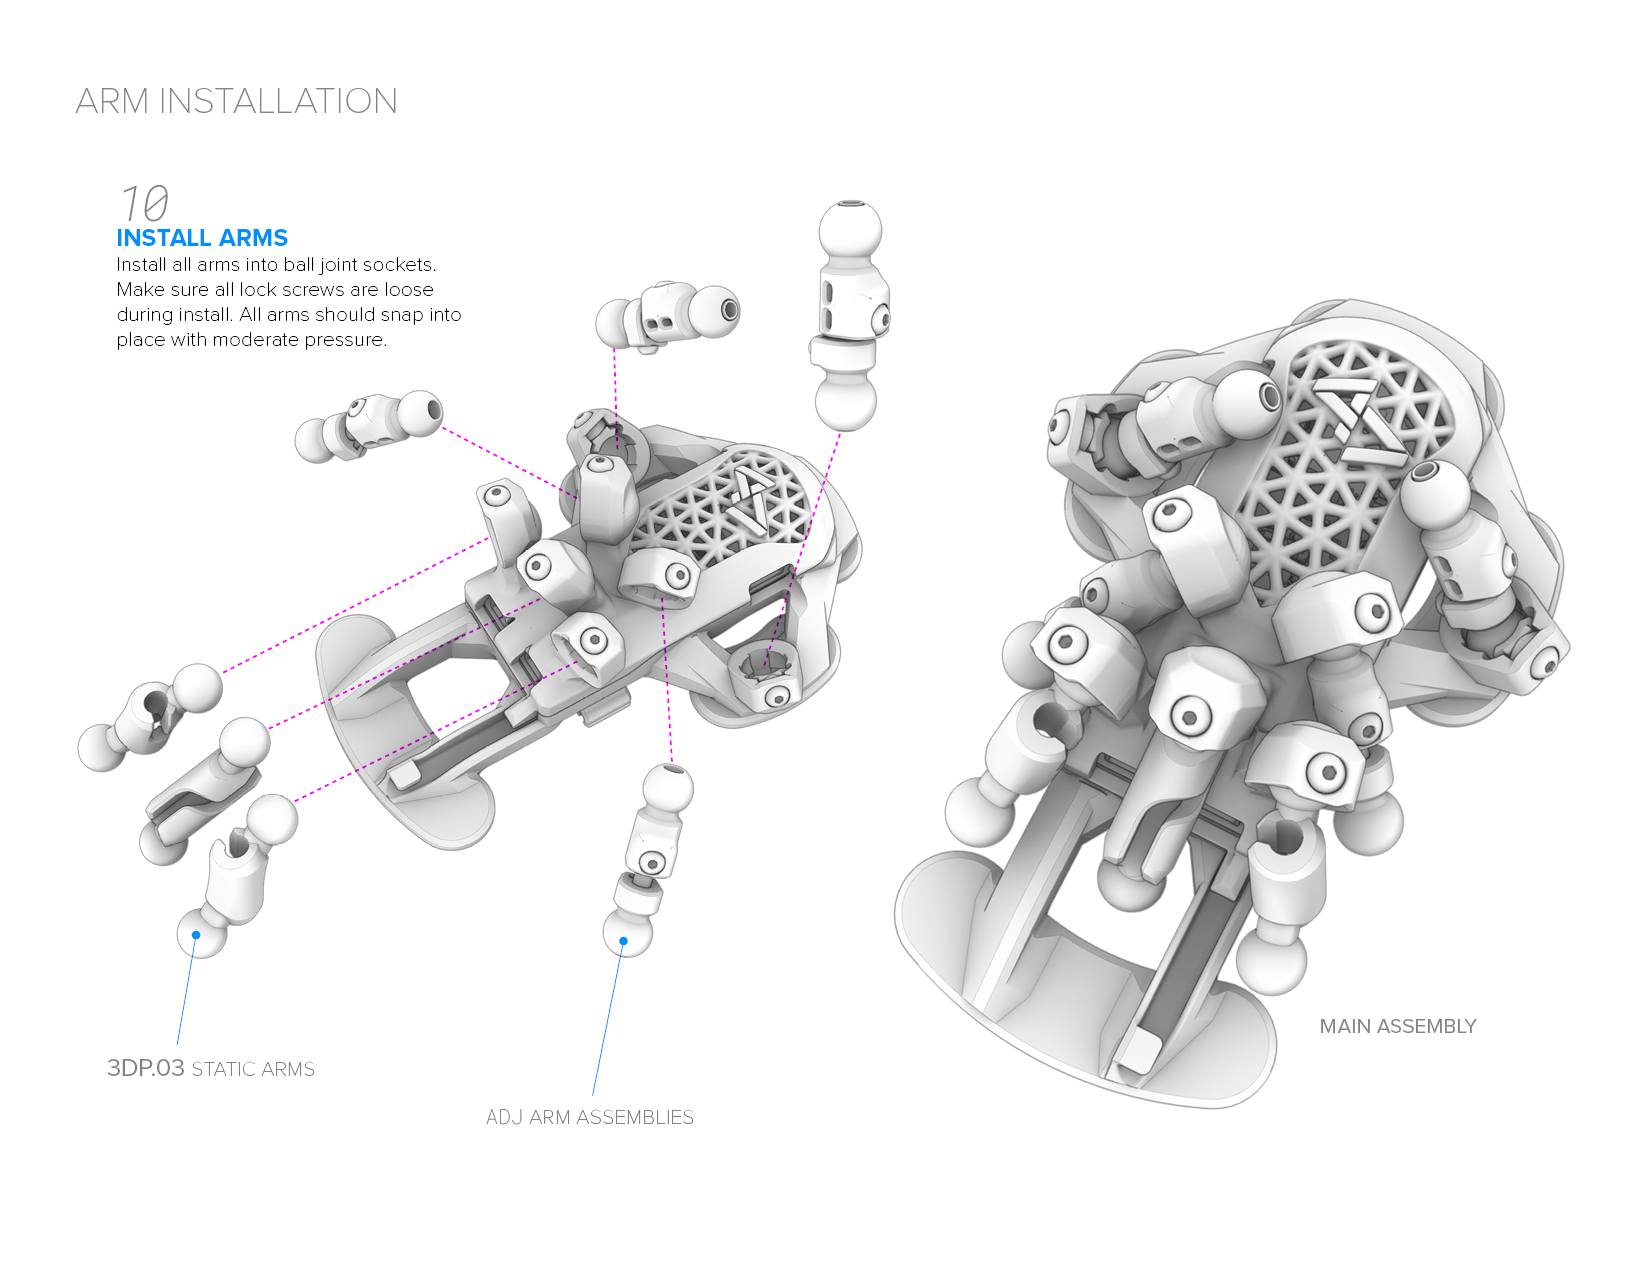 ARM INSTALLATION
10
INSTALL ARMS
Install all arms into ball joint sockets.
Make sure all lock screws are loose
during install. All arms should snap into
place with moderate pressure.
MAIN ASSEMBLY
3DP.03 STATIC ARMS
ADJ ARM ASSEMBLIES